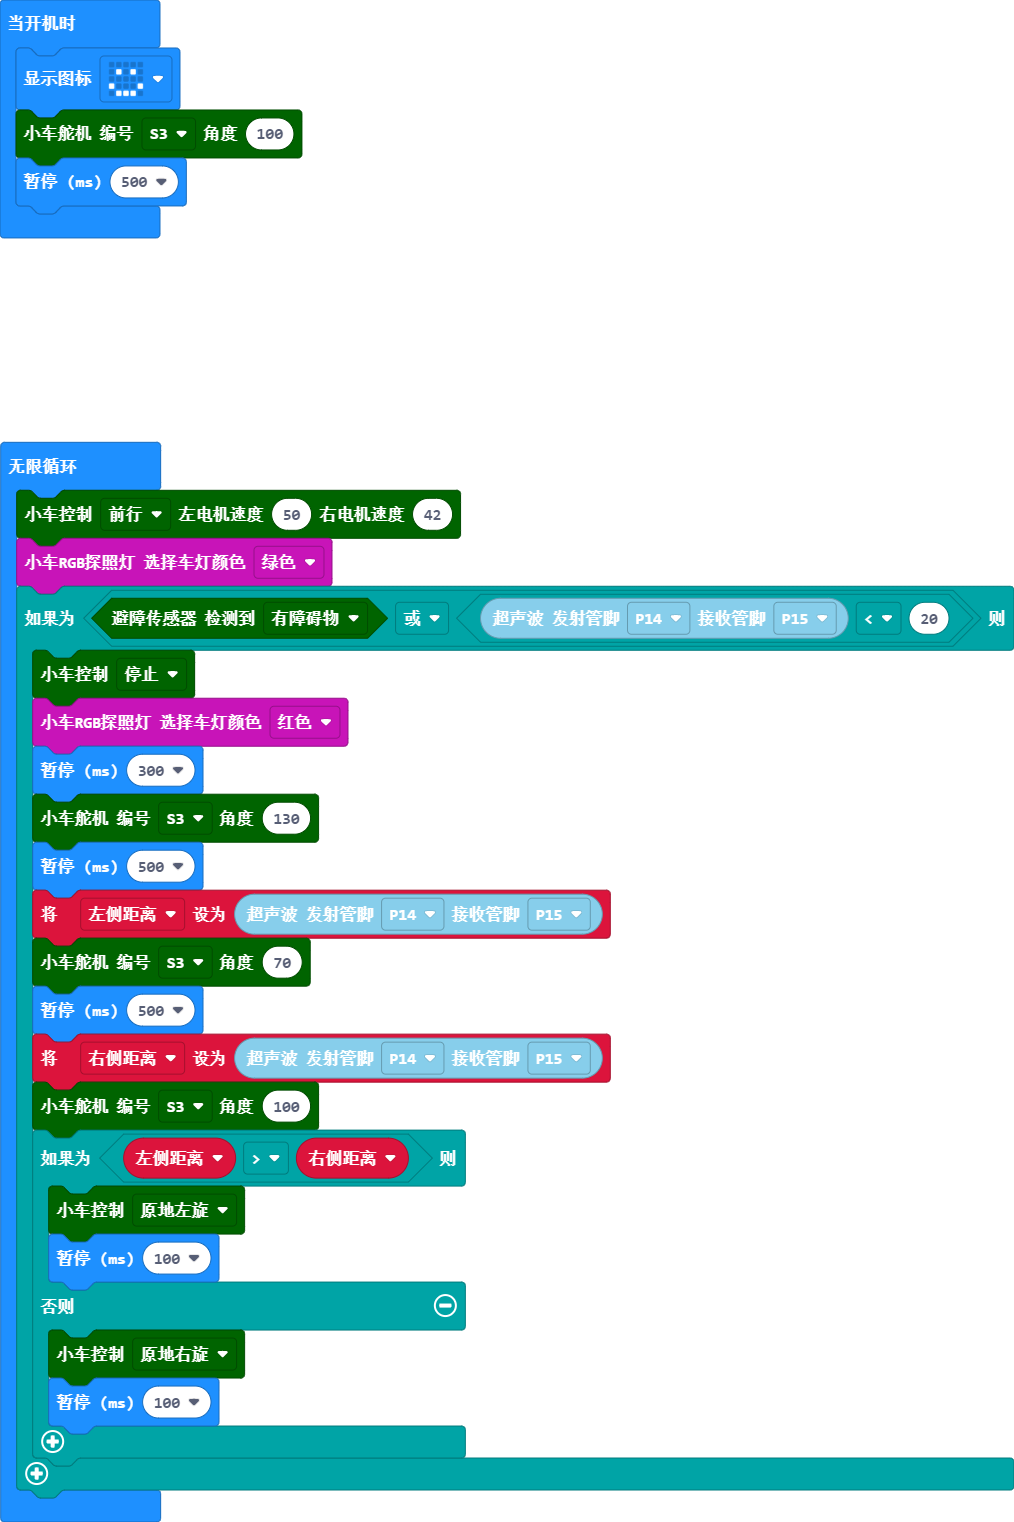 当开机时
显示图标
小车舵机 编号 S3 角度 100
暂停 (ms) 500
无限循环
小车控制 前行 左电机速度 50 右电机速度 42
小车RGB探照灯 选择车灯颜色 绿色
如果为 避障传感器 检测到 有障碍物 或 超声波 发射管脚 P14 接收管脚 P15 < 20 则
小车控制 停止
小车RGB探照灯 选择车灯颜色 红色
暂停 (ms) 300
小车舵机 编号 S3 角度 130
暂停 (ms) 500
将 左侧距离 设为 超声波 发射管脚 P14 接收管脚 P15
小车舵机 编号 S3 角度 70
暂停 (ms) 500
将 右侧距离 设为 超声波 发射管脚 P14 接收管脚 P15
小车舵机 编号 S3 角度 100
如果为 左侧距离 > 右侧距离 则
小车控制 原地左旋
暂停 (ms) 100
否则
小车控制 原地右旋
暂停 (ms) 100